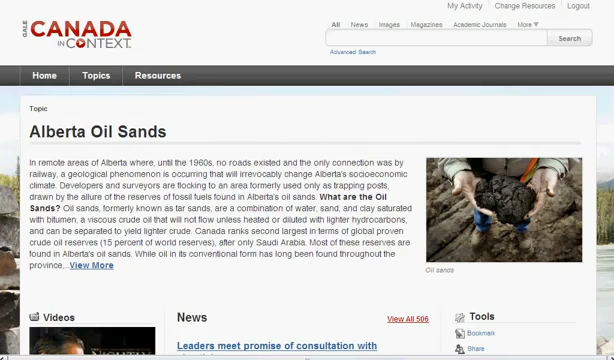 My Activity Change Resources Logout
GALE CANADA IN CONTEXT
All News Images Magazines Academic Journals More
Search
Advanced Search
Home Topics Resources
Topic
Alberta Oil Sands
In remote areas of Alberta where, until the 1960s, no roads existed and the only connection was by
railway, a geological phenomenon is occurring that will irrevocably change Alberta's socioeconomic
climate. Developers and surveyors are flocking to an area formerly used only as trapping posts,
drawn by the allure of the reserves of fossil fuels found in Alberta's oil sands. What are the Oil
Sands? Oil sands, formerly known as tar sands, are a combination of water, sand, and clay saturated
with bitumen, a viscous crude oil that will not flow unless heated or diluted with lighter hydrocarbons,
and can be separated to yield lighter crude. Canada ranks second largest in terms of global proven
crude oil reserves (15 percent of world reserves), after only Saudi Arabia. Most of these reserves are
found in Alberta's oil sands. While oil in its conventional form has long been found throughout the
province,...View More
Oil sands
Videos
News View All 506
Leaders meet promise of consultation with
Tools
Bookmark
Share